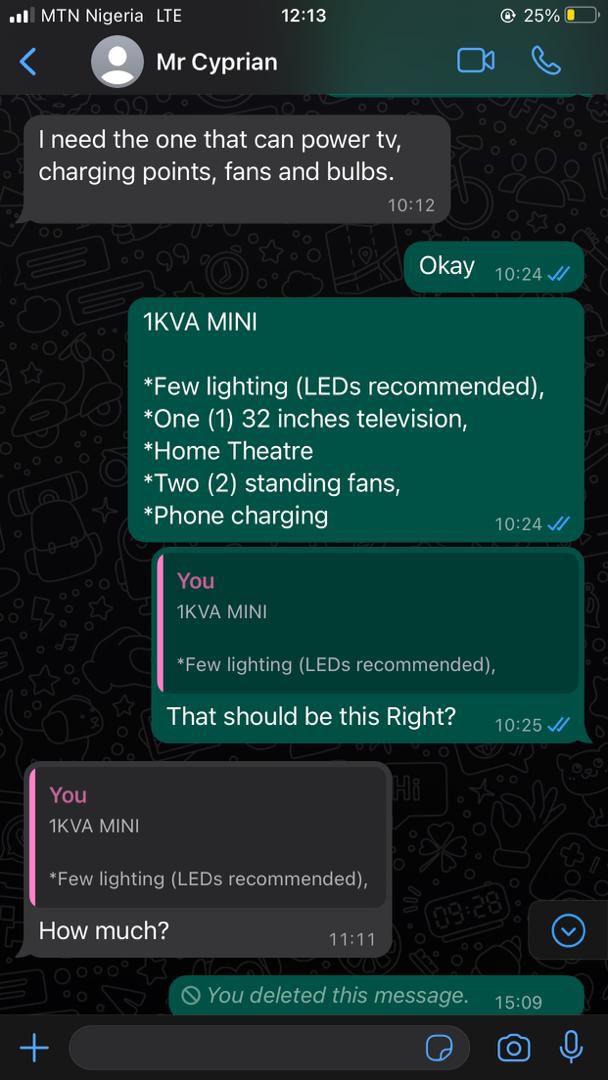 MTN Nigeria LTE 12:13 25%
Mr Cyprian
I need the one that can power tv,
charging points, fans and bulbs.
10:12
Okay 10:24
1KVA MINI
*Few lighting (LEDs recommended),
*One (1) 32 inches television,
*Home Theatre
*Two (2) standing fans,
*Phone charging 10:24
You
1KVA MINI
*Few lighting (LEDs recommended),
That should be this Right? 10:25
You
1KVA MINI
*Few lighting (LEDs recommended),
How much? 11:11
Hi
09:28
You deleted this message. 15:09